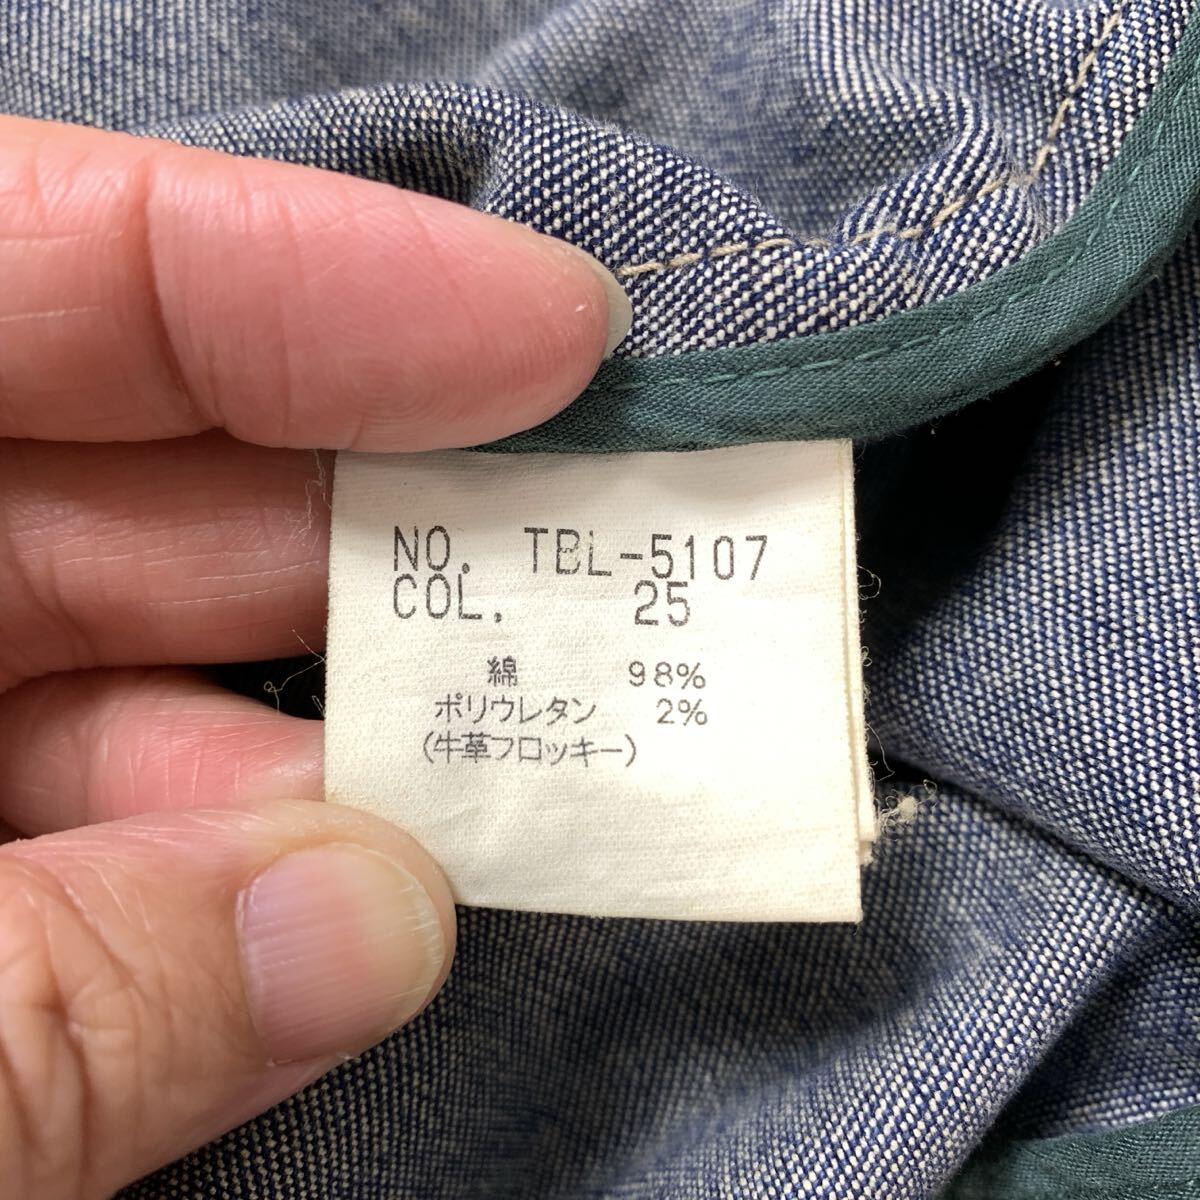 NO. TBL-5107
COL. 25
綿 98%
ポリウレタン 2%
(牛革フロッキー)